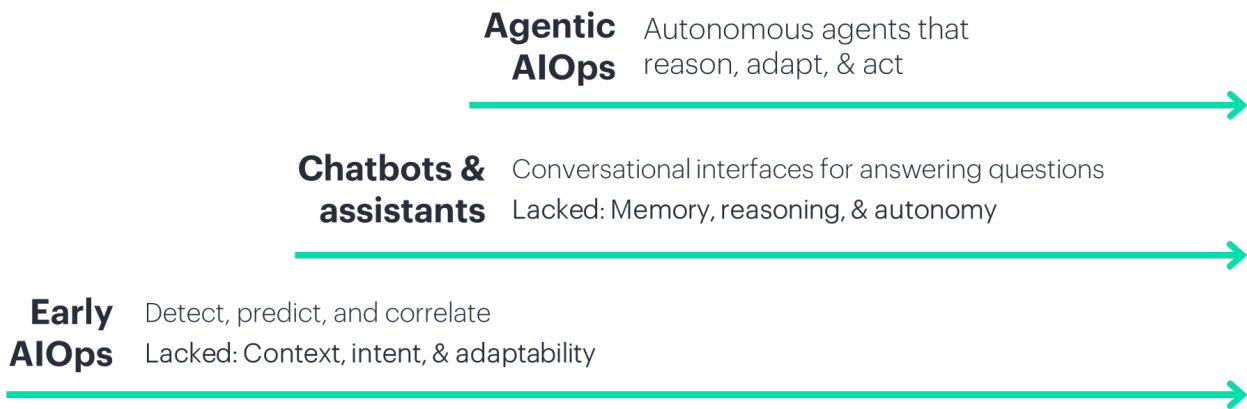 Agentic
AIOps
Autonomous agents that
reason, adapt, & act
Chatbots &
assistants
Conversational interfaces for answering questions
Lacked: Memory, reasoning, & autonomy
Early
AIOps
Detect, predict, and correlate
Lacked: Context, intent, & adaptability